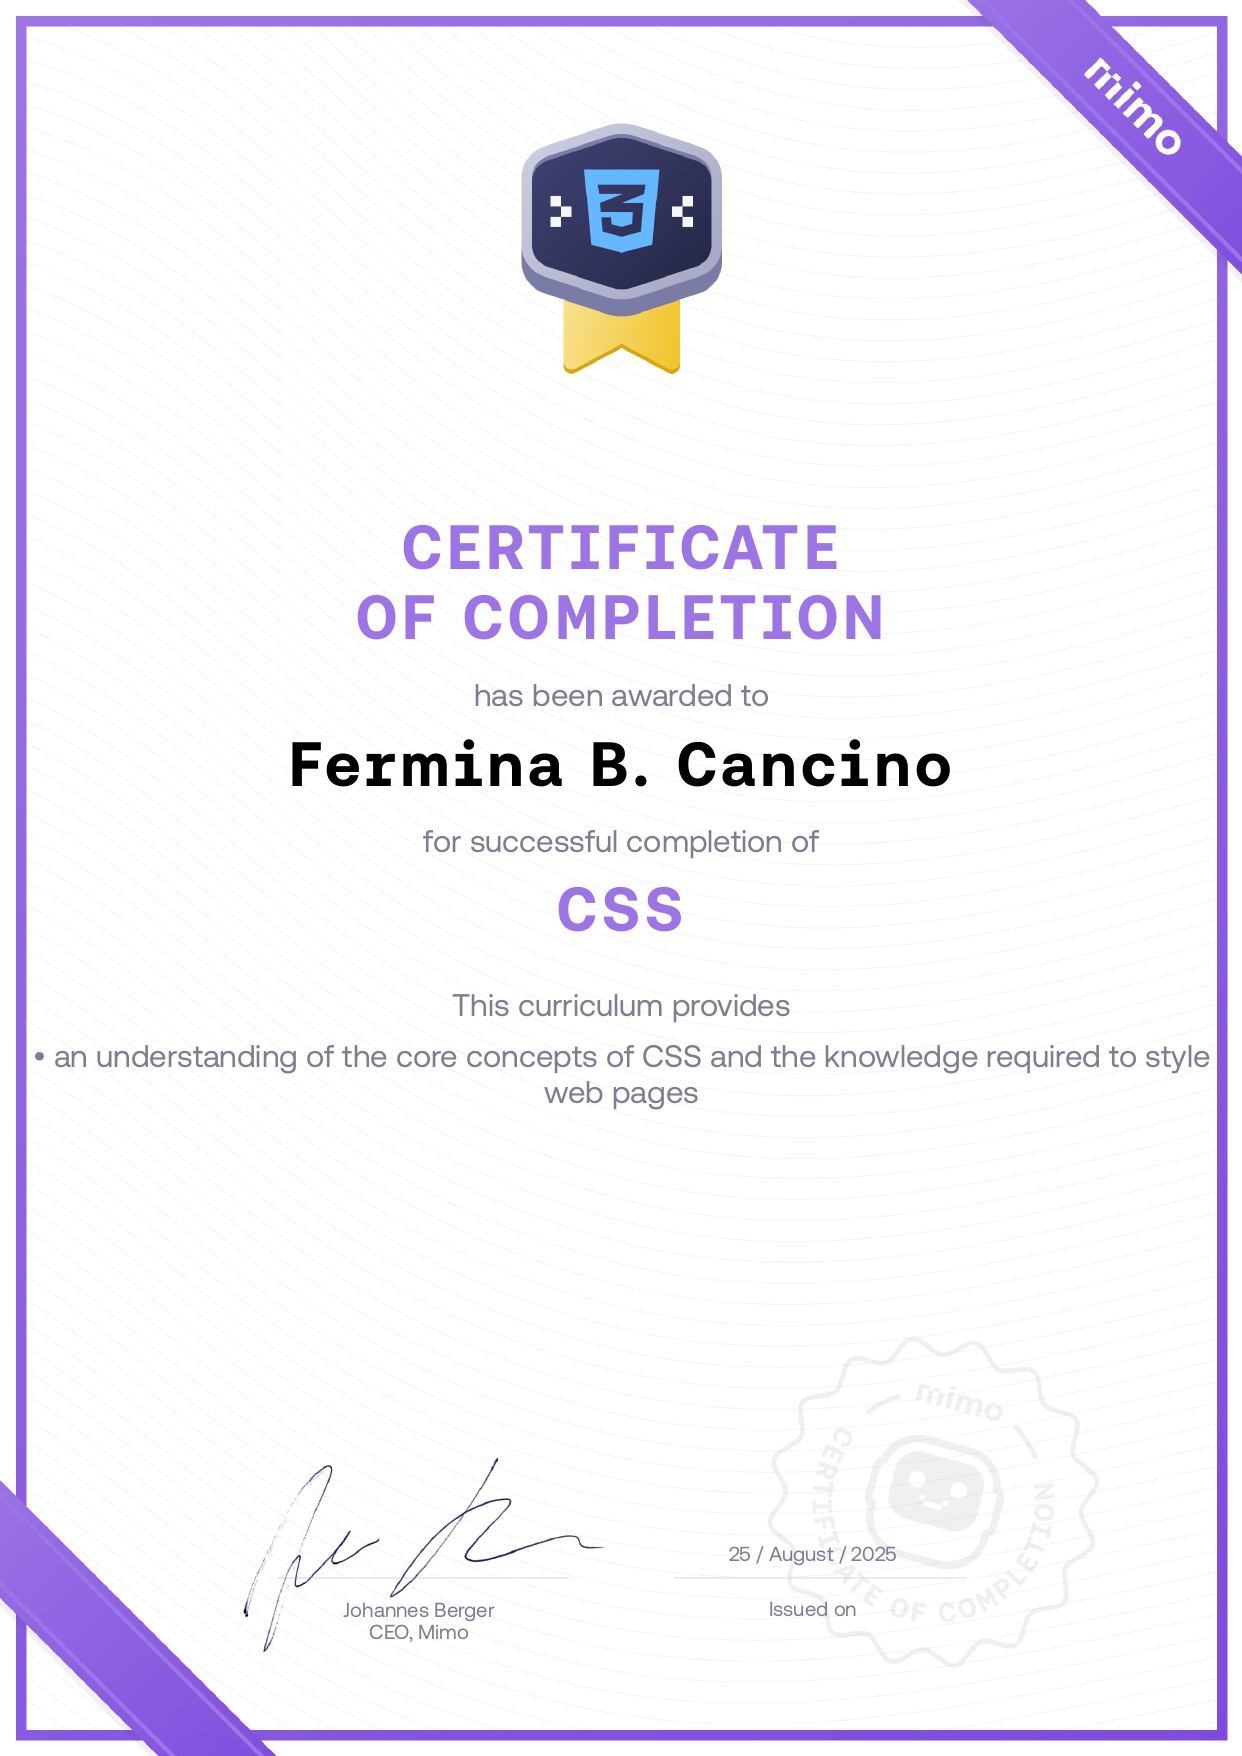 mimo
CERTIFICATE
OF COMPLETION
has been awarded to
Fermina B. Cancino
for successful completion of
CSS
This curriculum provides
• an understanding of the core concepts of CSS and the knowledge required to style
web pages
mimo
CERTIFICATE OF COMPLETION
25 / August / 2025
Johannes Berger
CEO, Mimo
Issued on